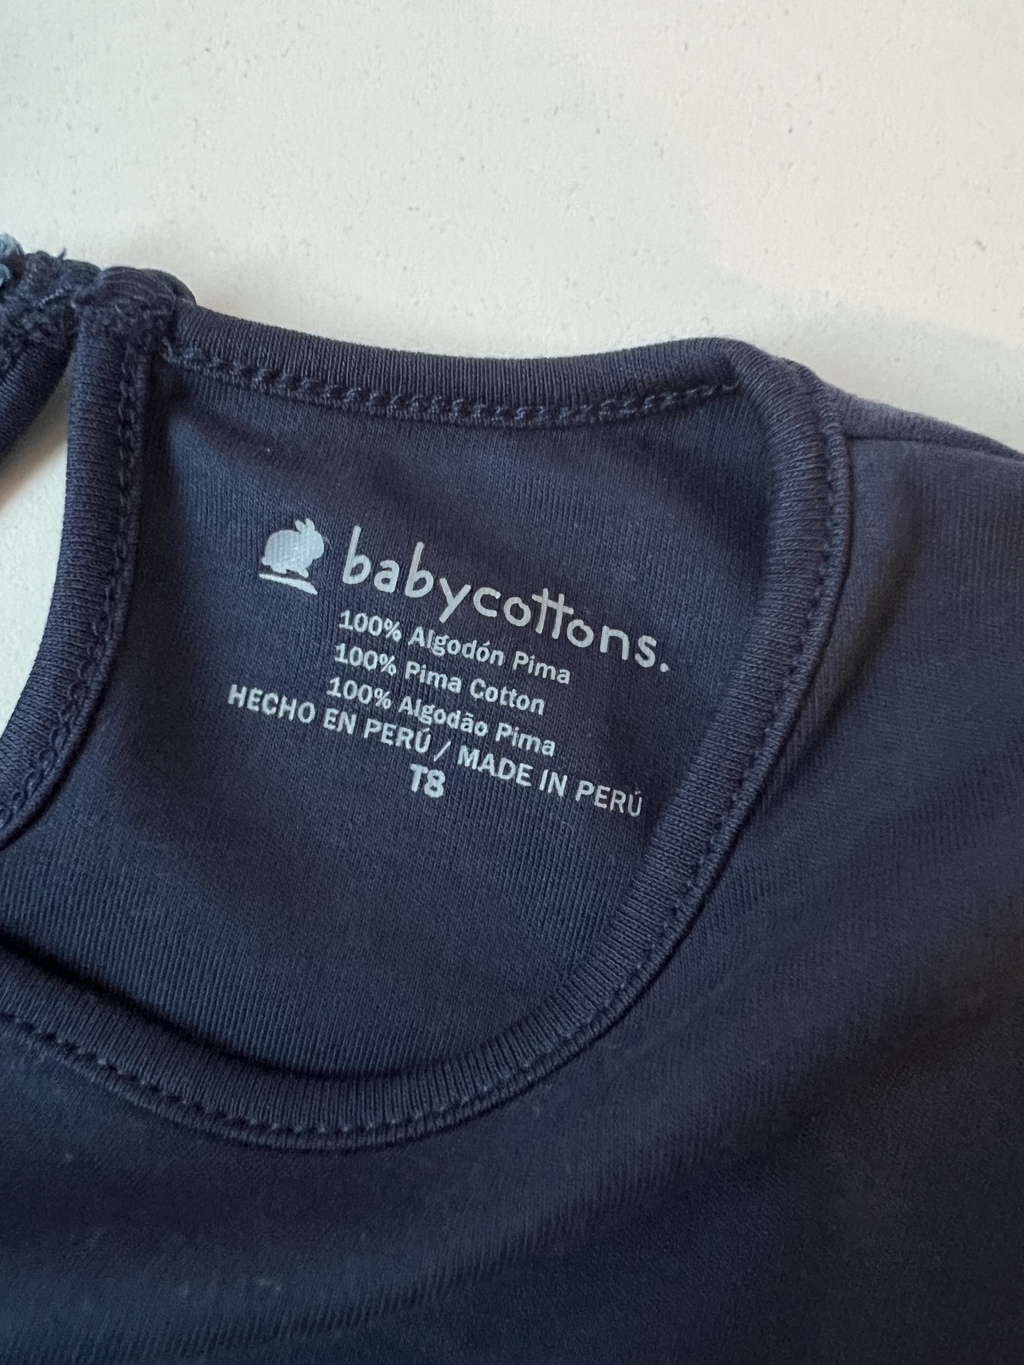 babycottons.
100% Algodón Pima
100% Pima Cotton
100% Algodão Pima
HECHO EN PERÚ / MADE IN PERÚ
T8